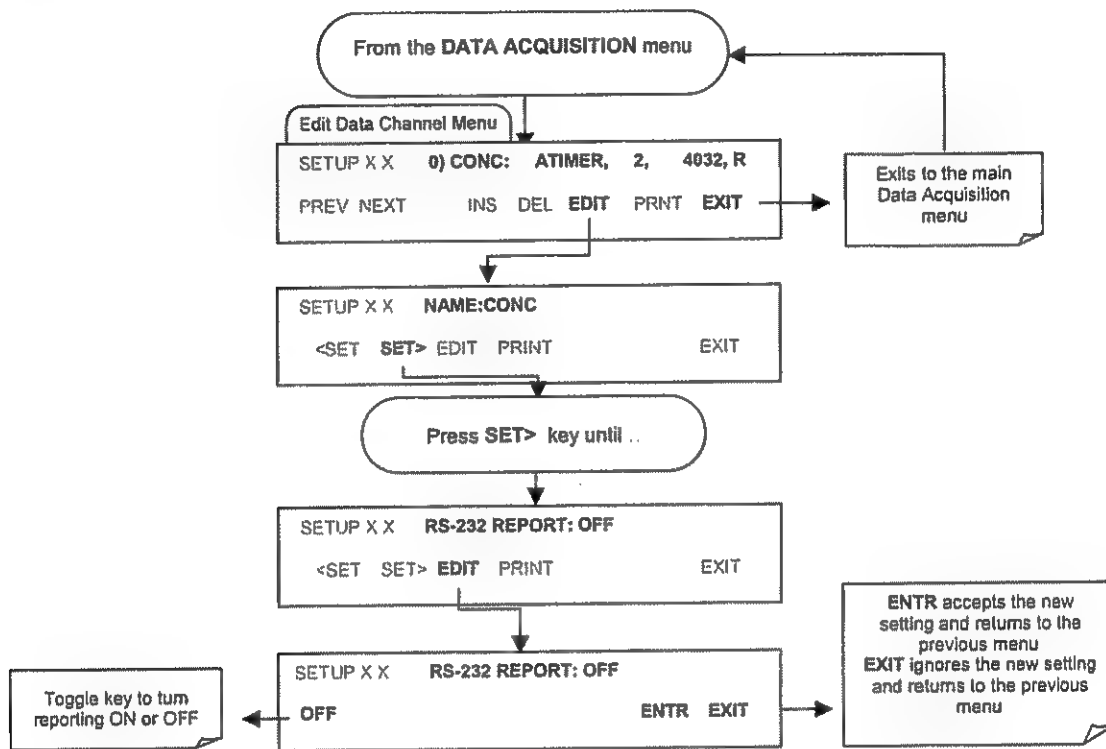 From the DATA ACQUISITION menu
Edit Data Channel Menu
SETUP X X 0) CONC: ATIMER, 2, 4032, R
PREV NEXT INS DEL EDIT PRNT EXIT
Exits to the main
Data Acquisition
menu
SETUP X X NAME:CONC
<SET SET> EDIT PRINT EXIT
Press SET> key until ..
SETUP X X RS-232 REPORT: OFF
<SET SET> EDIT PRINT EXIT
SETUP X X RS-232 REPORT: OFF
OFF ENTR EXIT
Toggle key to turn
reporting ON or OFF
ENTR accepts the new
setting and returns to the
previous menu
EXIT ignores the new setting
and returns to the previous
menu